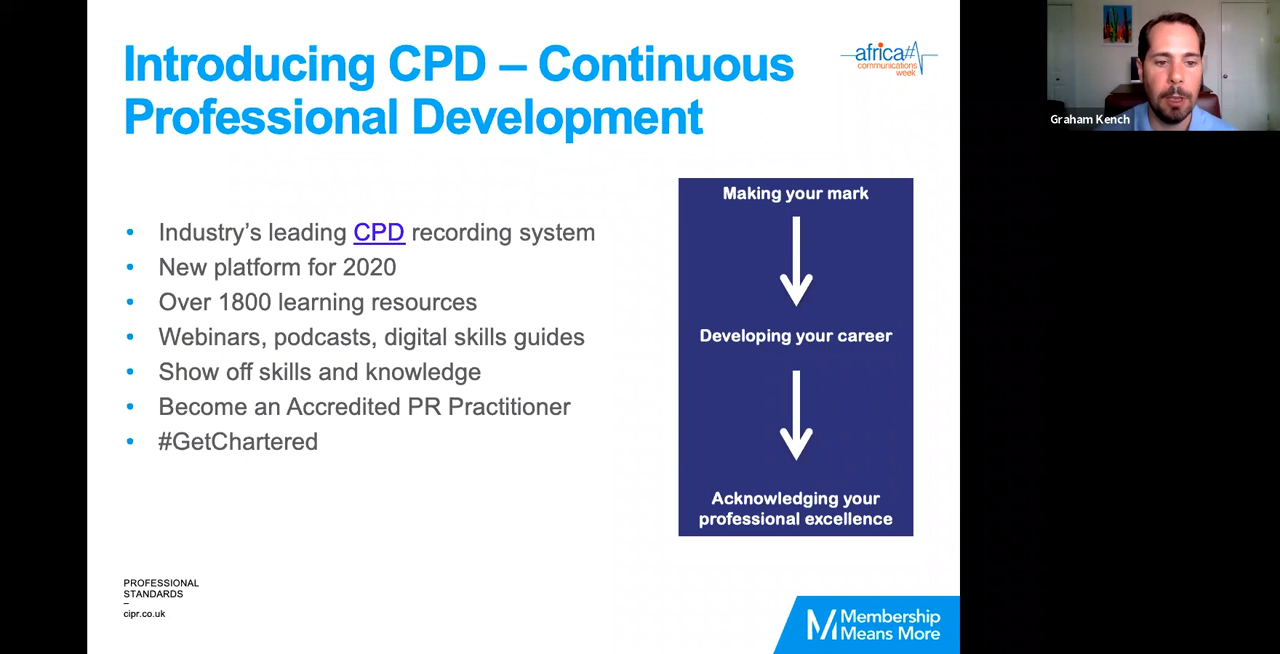 Introducing CPD – Continuous
Professional Development
africa#
communications
week
Graham Kench
• Industry’s leading CPD recording system
• New platform for 2020
• Over 1800 learning resources
• Webinars, podcasts, digital skills guides
• Show off skills and knowledge
• Become an Accredited PR Practitioner
• #GetChartered
Making your mark
Developing your career
Acknowledging your
professional excellence
PROFESSIONAL
STANDARDS
–
cipr.co.uk
Membership
Means More